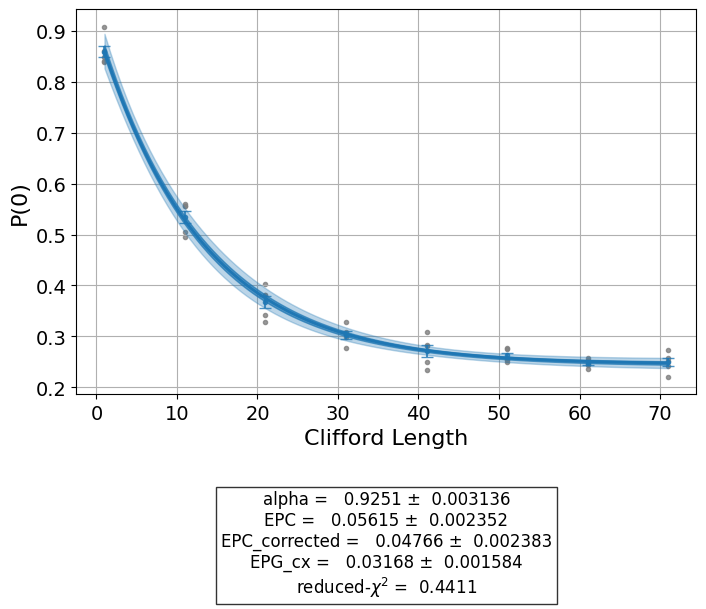 0.9
0.8
0.7
0.6
0.5
0.4
0.3
0.2
P(0)
0 10 20 30 40 50 60 70
Clifford Length
alpha = 0.9251 ± 0.003136
EPC = 0.05615 ± 0.002352
EPC_corrected = 0.04766 ± 0.002383
EPG_cx = 0.03168 ± 0.001584
reduced-χ² = 0.4411